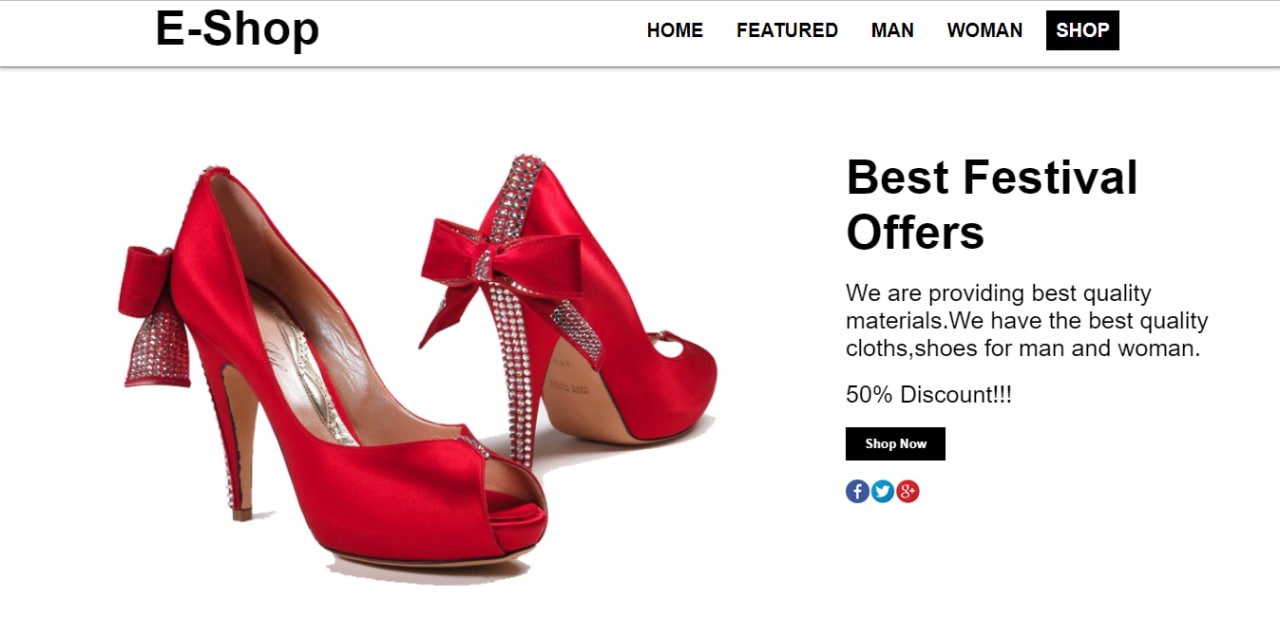 E-Shop
HOME FEATURED MAN WOMAN SHOP
Best Festival
Offers
We are providing best quality
materials.We have the best quality
cloths,shoes for man and woman.
50% Discount!!!
Shop Now
f
g+